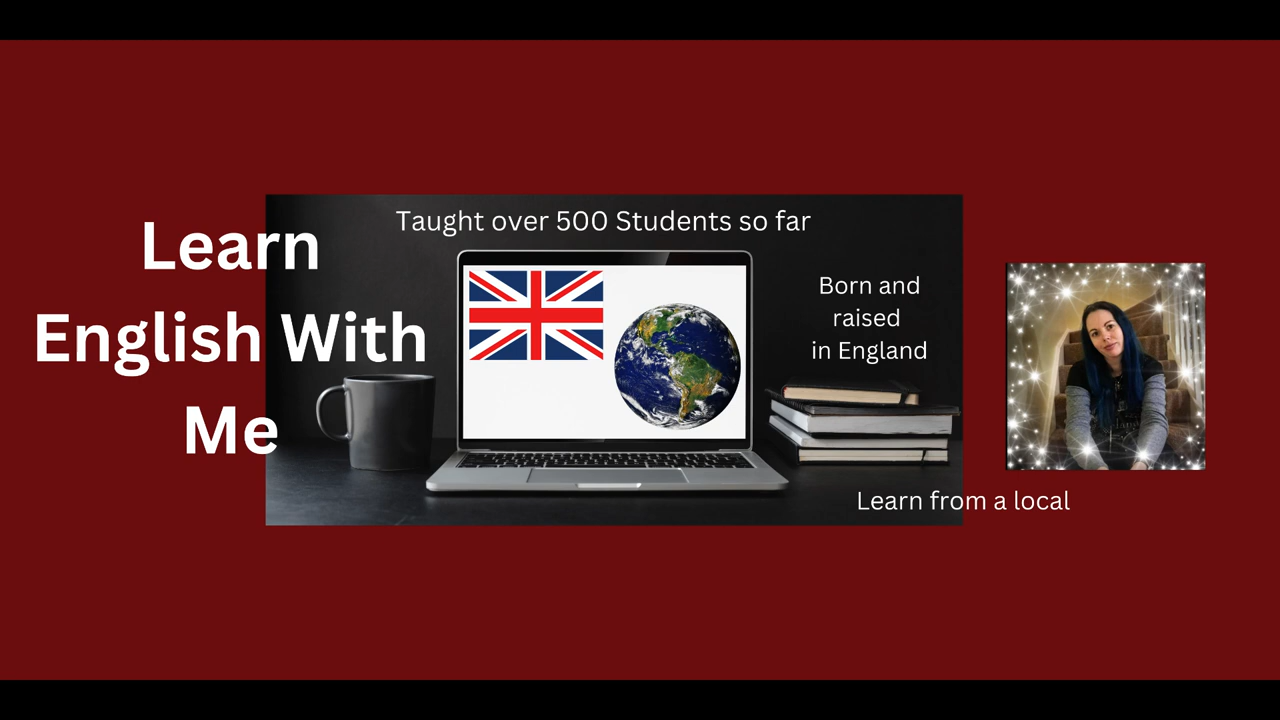 Learn
English With
Me
Taught over 500 Students so far
Born and
raised
in England
Learn from a local